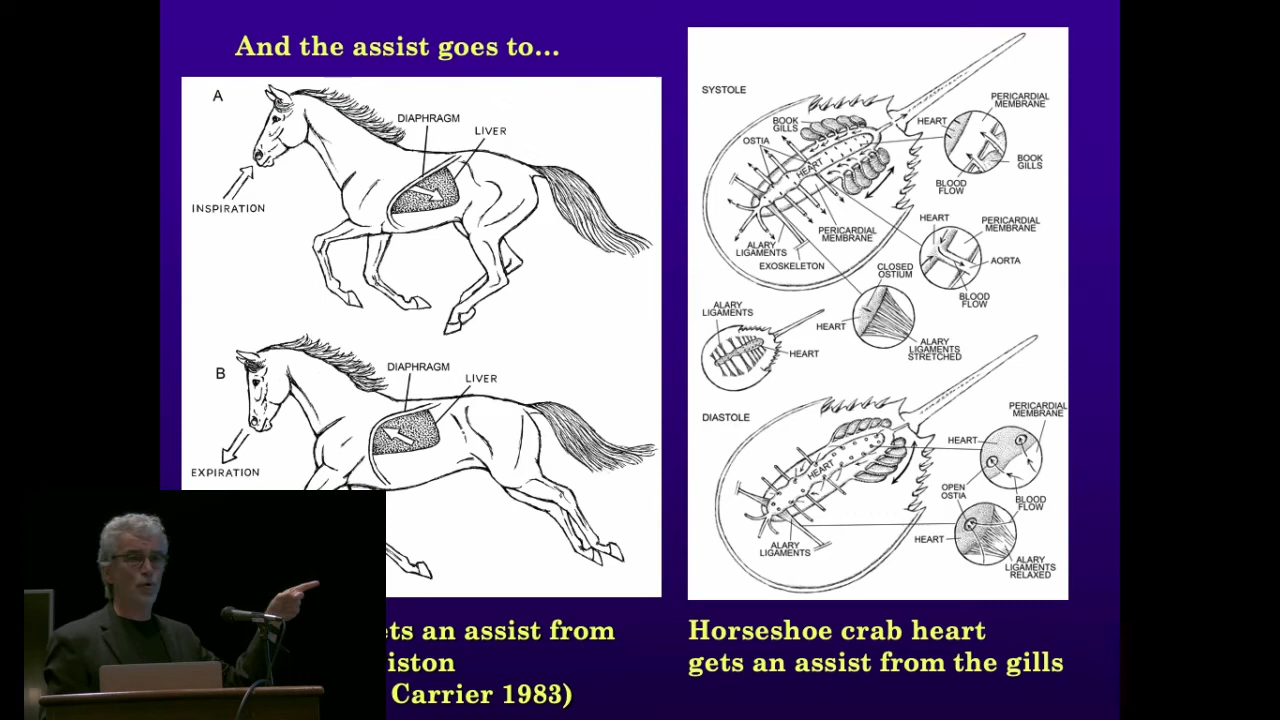 And the assist goes to...
A
DIAPHRAGM
LIVER
INSPIRATION
B
DIAPHRAGM
LIVER
EXPIRATION
ets an assist from
iston
Carrier 1983)
SYSTOLE
PERICARDIAL
MEMBRANE
HEART
BOOK
GILLS
OSTIA
HEART
BOOK
GILLS
BLOOD
FLOW
HEART
PERICARDIAL
MEMBRANE
PERICARDIAL
MEMBRANE
ALARY
LIGAMENTS
EXOSKELETON
AORTA
CLOSED
OSTIUM
BLOOD
FLOW
ALARY
LIGAMENTS
HEART
HEART
ALARY
LIGAMENTS
STRETCHED
DIASTOLE
PERICARDIAL
MEMBRANE
HEART
HEART
OPEN
OSTIA
BLOOD
FLOW
HEART
ALARY
LIGAMENTS
ALARY
LIGAMENTS
RELAXED
Horseshoe crab heart
gets an assist from the gills